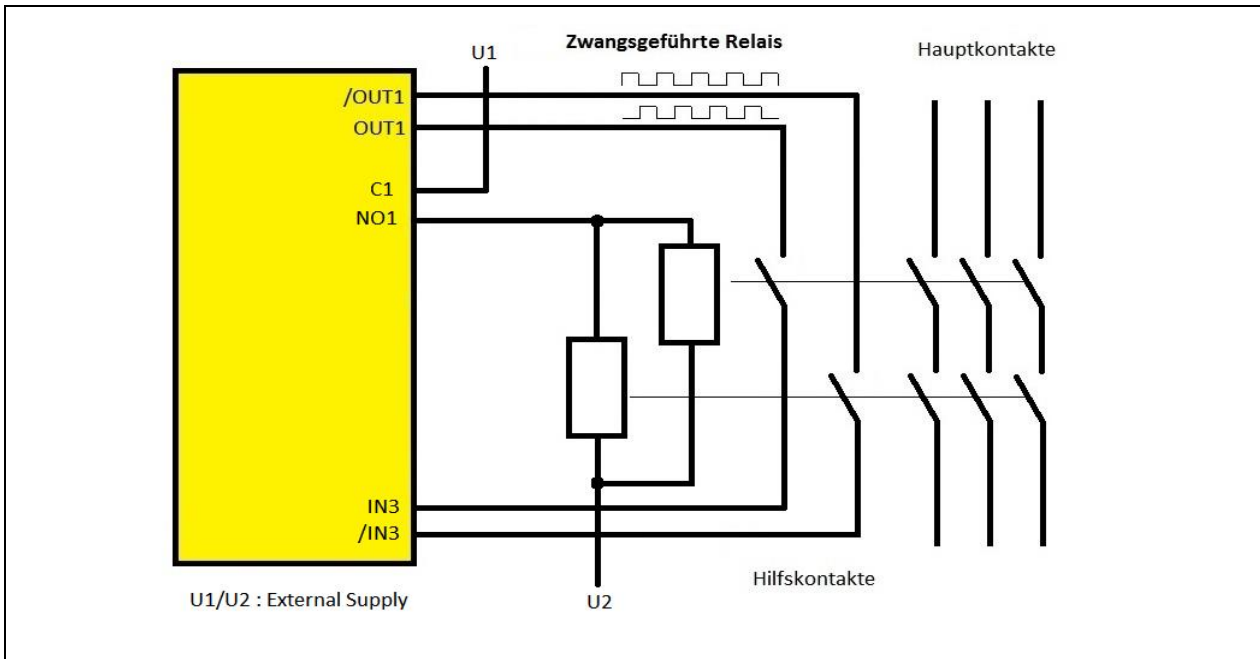 Zwangsgeführte Relais
Hauptkontakte
U1
/OUT1
OUT1
C1
NO1
IN3
/IN3
Hilfskontakte
U1/U2 : External Supply
U2